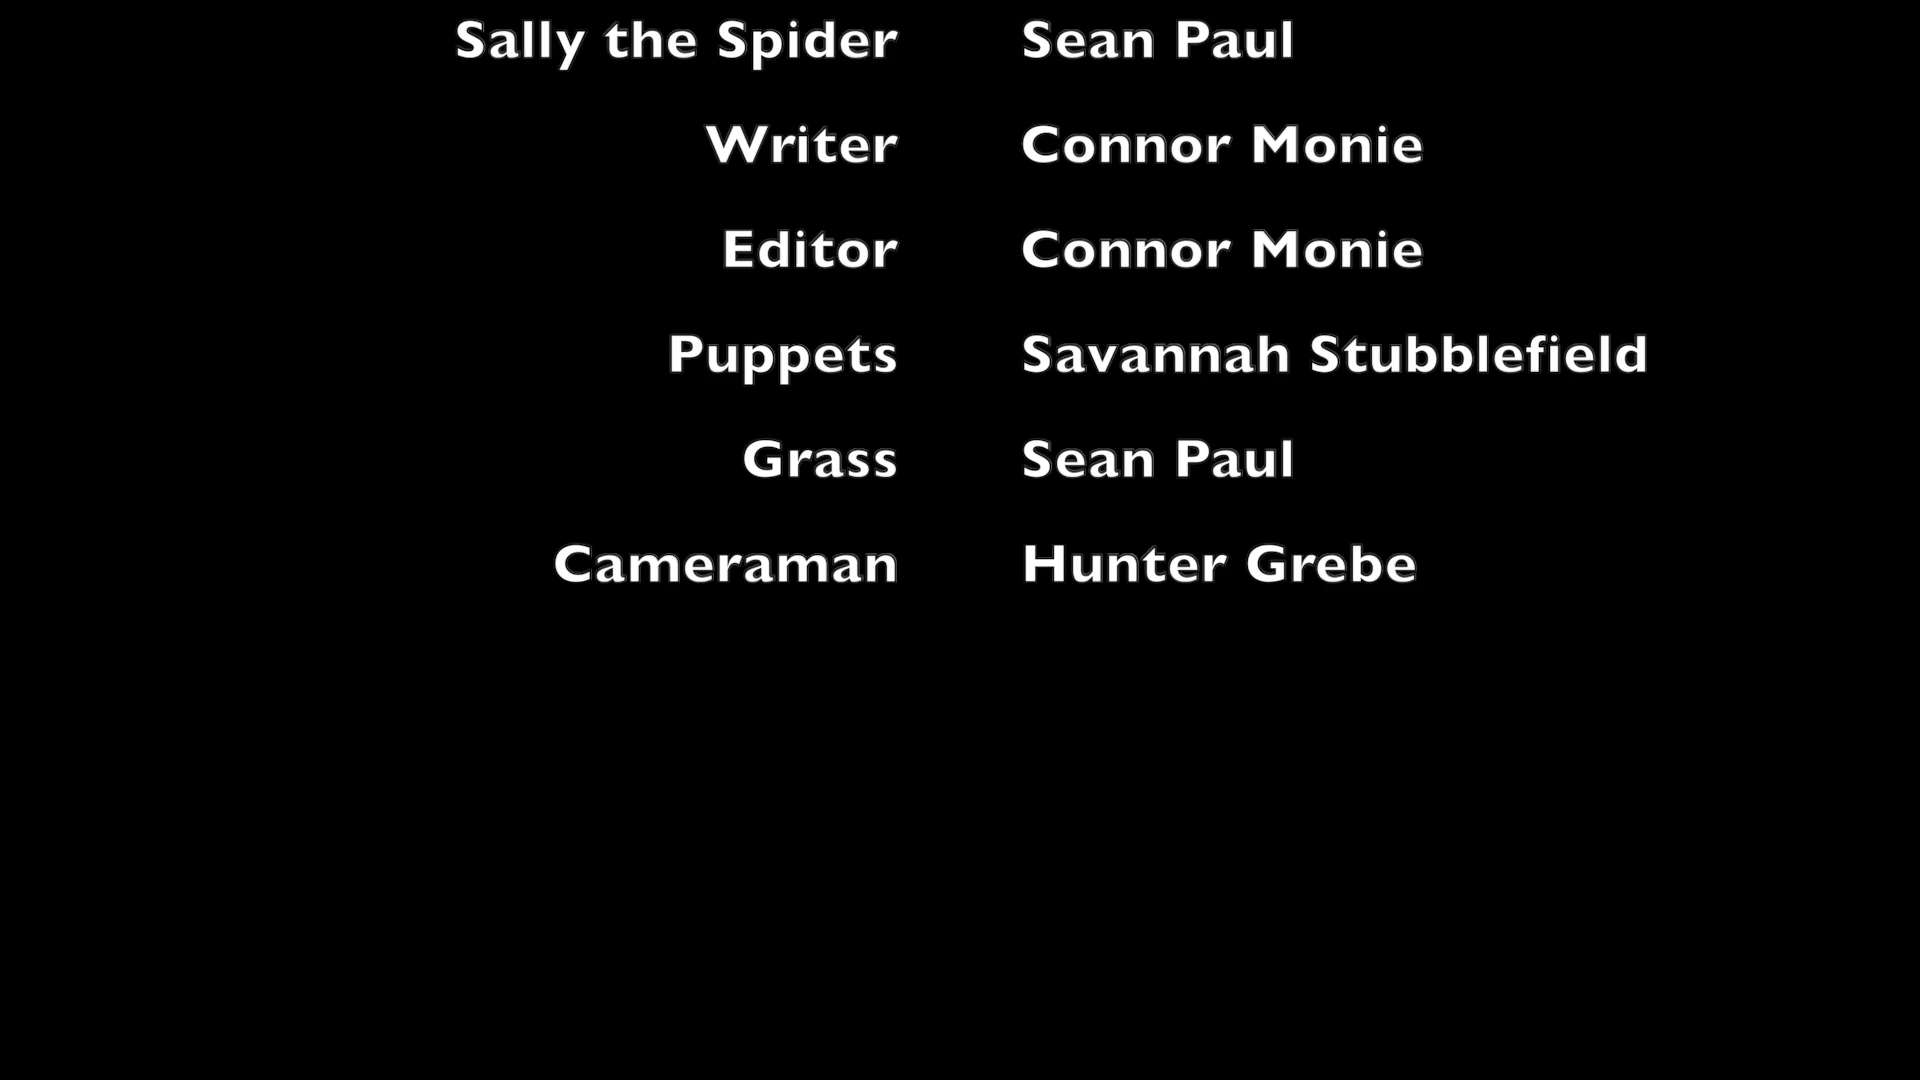 Sally the Spider Sean Paul
Writer Connor Monie
Editor Connor Monie
Puppets Savannah Stubblefield
Grass Sean Paul
Cameraman Hunter Grebe